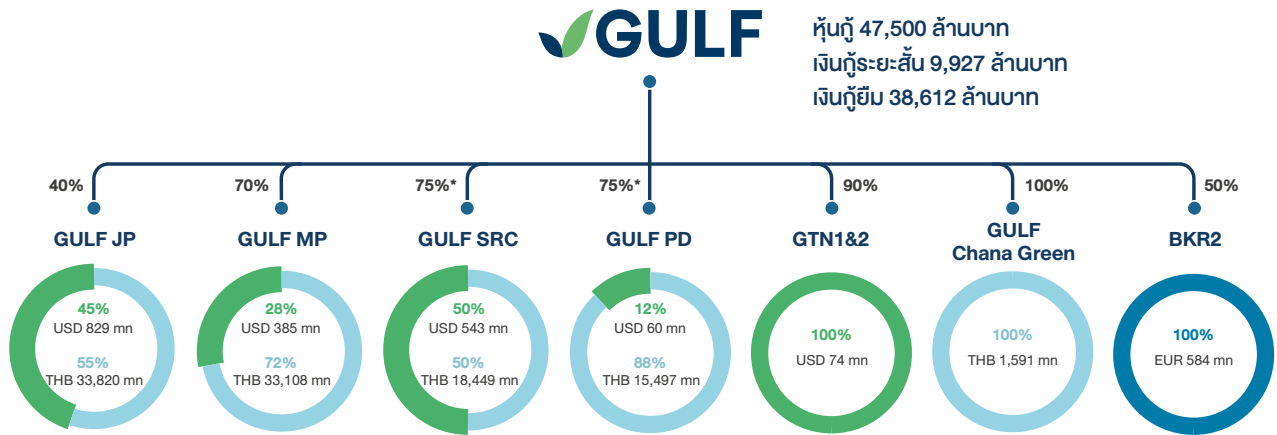 GULF
หุ้นกู้ 47,500 ล้านบาท
เงินกู้ระยะสั้น 9,927 ล้านบาท
เงินกู้ยืม 38,612 ล้านบาท
40%
70%
75%*
75%*
90%
100%
50%
GULF JP
GULF MP
GULF SRC
GULF PD
GTN1&2
GULF
Chana Green
BKR2
45%
USD 829 mn
55%
THB 33,820 mn
28%
USD 385 mn
72%
THB 33,108 mn
50%
USD 543 mn
50%
THB 18,449 mn
12%
USD 60 mn
88%
THB 15,497 mn
100%
USD 74 mn
100%
THB 1,591 mn
100%
EUR 584 mn